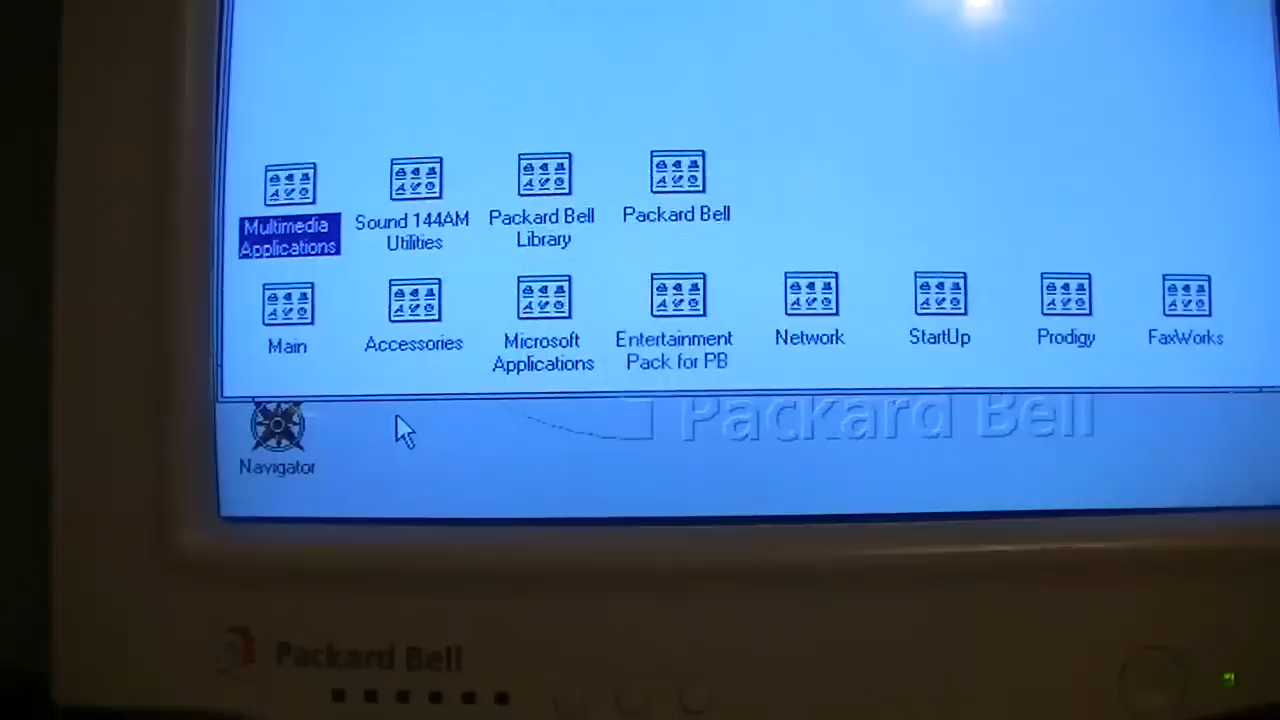 Multimedia
Applications
Sound 144AM
Utilities
Packard Bell
Library
Packard Bell
Main
Accessories
Microsoft
Applications
Entertainment
Pack for PB
Network
StartUp
Prodigy
FaxWorks
Packard Bell
Navigator
Packard Bell